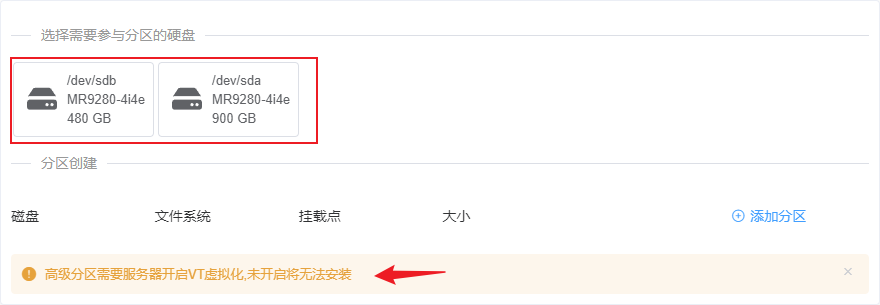 选择需要参与分区的硬盘
/dev/sdb
MR9280-4i4e
480 GB
/dev/sda
MR9280-4i4e
900 GB
分区创建
磁盘 文件系统 挂载点 大小 添加分区
高级分区需要服务器开启VT虚拟化,未开启将无法安装